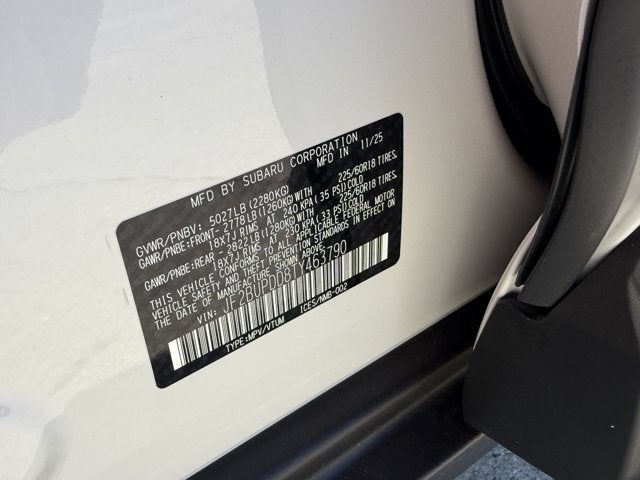 MFD BY SUBARU CORPORATION
MFD IN 11/25
GVWR/PNBV: 5027LB (2280KG)
GAWR/PNBE:FRONT- 2778LB (1260KG)WITH 225/60R18 TIRES,
18X7J RIMS AT 240 KPA (35 PSI)COLD
GAWR/PNBE:REAR - 2822LB (1280KG)WITH 225/60R18 TIRES,
18X7J RIMS AT 230 KPA (33 PSI)COLD
THIS VEHICLE CONFORMS TO ALL APPLICABLE FEDERAL MOTOR
VEHICLE SAFETY AND THEFT PREVENTION STANDARDS IN EFFECT ON
THE DATE OF MANUFACTURE SHOWN ABOVE.
VIN: JF2BUPDD8TY463790
TYPE:MPV/VTUM ICES/NMB-002